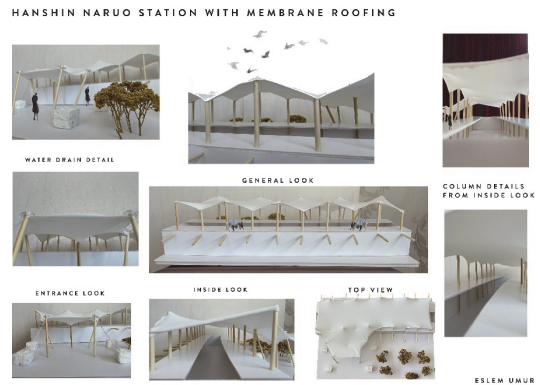 HANSHIN NARUO STATION WITH MEMBRANE ROOFING
WATER DRAIN DETAIL
GENERAL LOOK
COLUMN DETAILS
FROM INSIDE LOOK
ENTRANCE LOOK
INSIDE LOOK
TOP VIEW
ESLEM UMUR